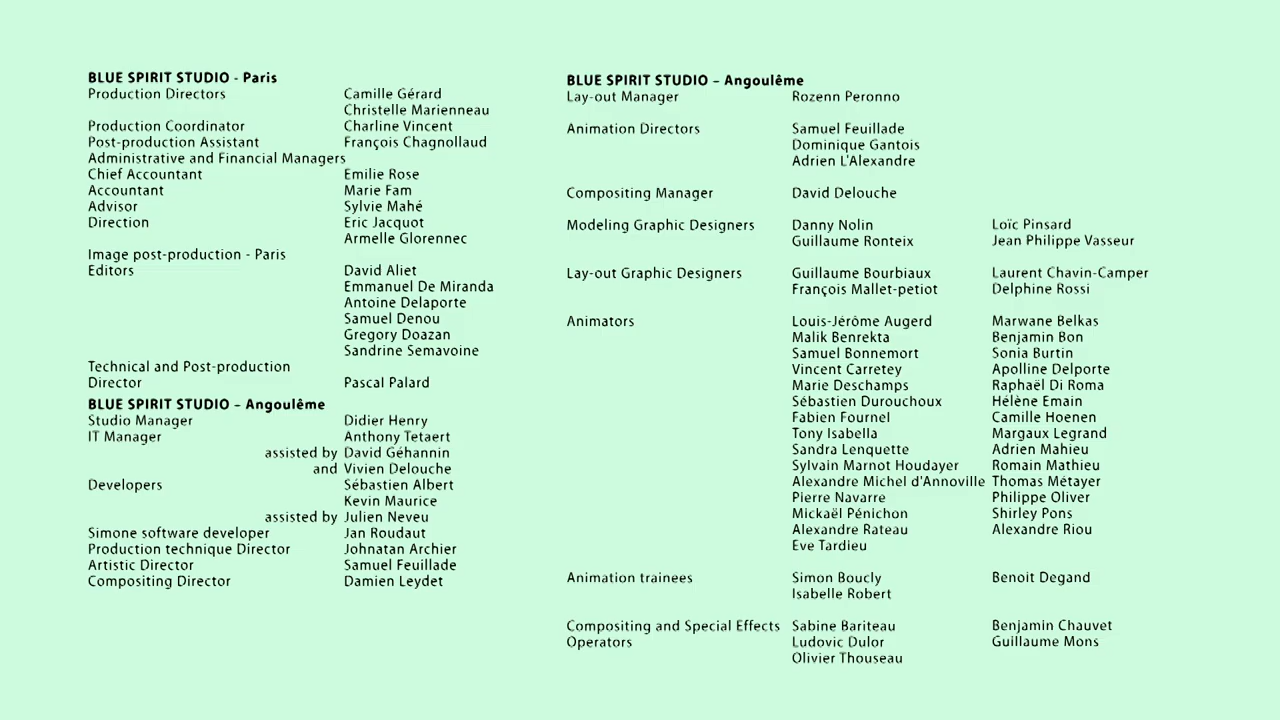 BLUE SPIRIT STUDIO - Paris
Production Directors Camille Gérard
Christelle Marienneau
Production Coordinator Charline Vincent
Post-production Assistant François Chagnollaud
Administrative and Financial Managers
Chief Accountant Emilie Rose
Accountant Marie Fam
Advisor Sylvie Mahé
Direction Eric Jacquot
Armelle Glorennec
Image post-production - Paris
Editors David Aliet
Emmanuel De Miranda
Antoine Delaporte
Samuel Denou
Gregory Doazan
Sandrine Semavoine
Technical and Post-production
Director Pascal Palard
BLUE SPIRIT STUDIO – Angoulême
Studio Manager Didier Henry
IT Manager Anthony Tetaert
assisted by David Géhannin
and Vivien Delouche
Developers Sébastien Albert
Kevin Maurice
assisted by Julien Neveu
Simone software developer Jan Roudaut
Production technique Director Johnatan Archier
Artistic Director Samuel Feuillade
Compositing Director Damien Leydet
BLUE SPIRIT STUDIO – Angoulême
Lay-out Manager Rozenn Peronno
Animation Directors Samuel Feuillade
Dominique Gantois
Adrien L'Alexandre
Compositing Manager David Delouche
Modeling Graphic Designers Danny Nolin Loïc Pinsard
Guillaume Ronteix Jean Philippe Vasseur
Lay-out Graphic Designers Guillaume Bourbiaux Laurent Chavin-Camper
François Mallet-petiot Delphine Rossi
Animators Louis-Jérôme Augerd Marwane Belkas
Malik Benrekta Benjamin Bon
Samuel Bonnemort Sonia Burtin
Vincent Carretey Apolline Delporte
Marie Deschamps Raphaël Di Roma
Sébastien Durouchoux Hélène Emain
Fabien Fournel Camille Hoenen
Tony Isabella Margaux Legrand
Sandra Lenquette Adrien Mahieu
Sylvain Marnot Houdayer Romain Mathieu
Alexandre Michel d'Annoville Thomas Métayer
Pierre Navarre Philippe Oliver
Mickaël Pénichon Shirley Pons
Alexandre Rateau Alexandre Riou
Eve Tardieu
Animation trainees Simon Boucly Benoit Degand
Isabelle Robert
Compositing and Special Effects Sabine Bariteau Benjamin Chauvet
Operators Ludovic Dulor Guillaume Mons
Olivier Thouseau